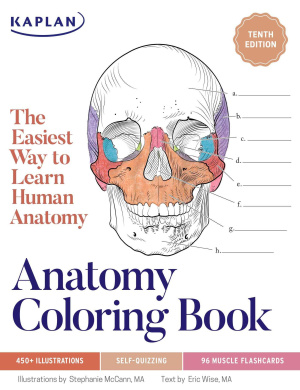 KAPLAN
TENTH
EDITION
The
Easiest
Way to
Learn
Human
Anatomy
a.
b.
c.
d.
e.
f.
g.
h.
Anatomy
Coloring Book
450+ ILLUSTRATIONS
SELF-QUIZZING
96 MUSCLE FLASHCARDS
Illustrations by Stephanie McCann, MA
Text by Eric Wise, MA